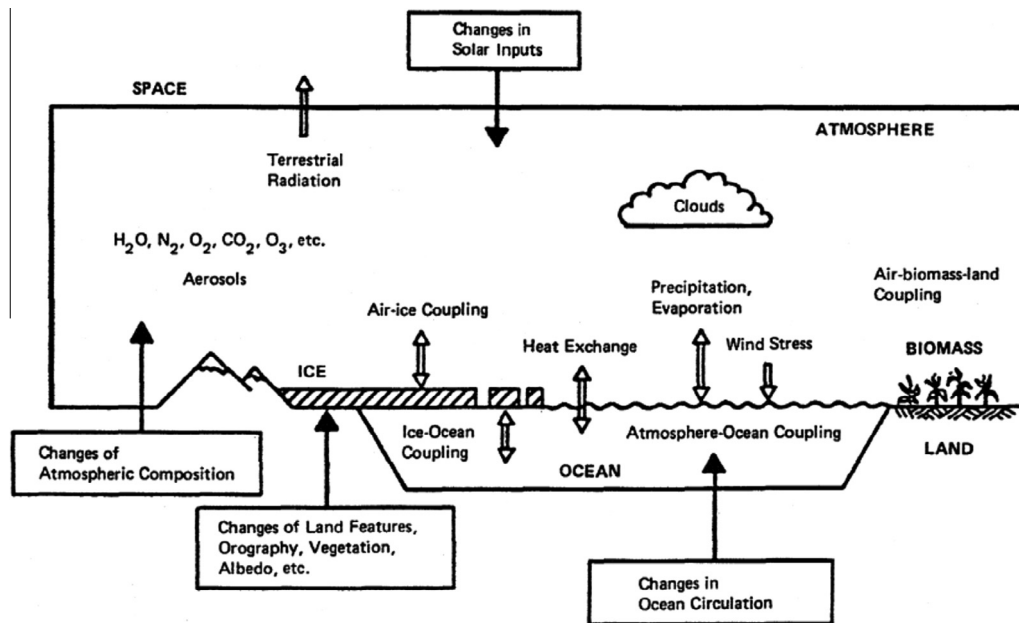 Changes in
Solar Inputs
SPACE
ATMOSPHERE
Terrestrial
Radiation
Clouds
H₂O, N₂, O₂, CO₂, O₃, etc.
Aerosols
Air-biomass-land
Coupling
Precipitation,
Evaporation
Air-ice Coupling
Heat Exchange
Wind Stress
BIOMASS
ICE
Ice-Ocean
Coupling
Atmosphere-Ocean Coupling
LAND
OCEAN
Changes of
Atmospheric Composition
Changes of Land Features,
Orography, Vegetation,
Albedo, etc.
Changes in
Ocean Circulation